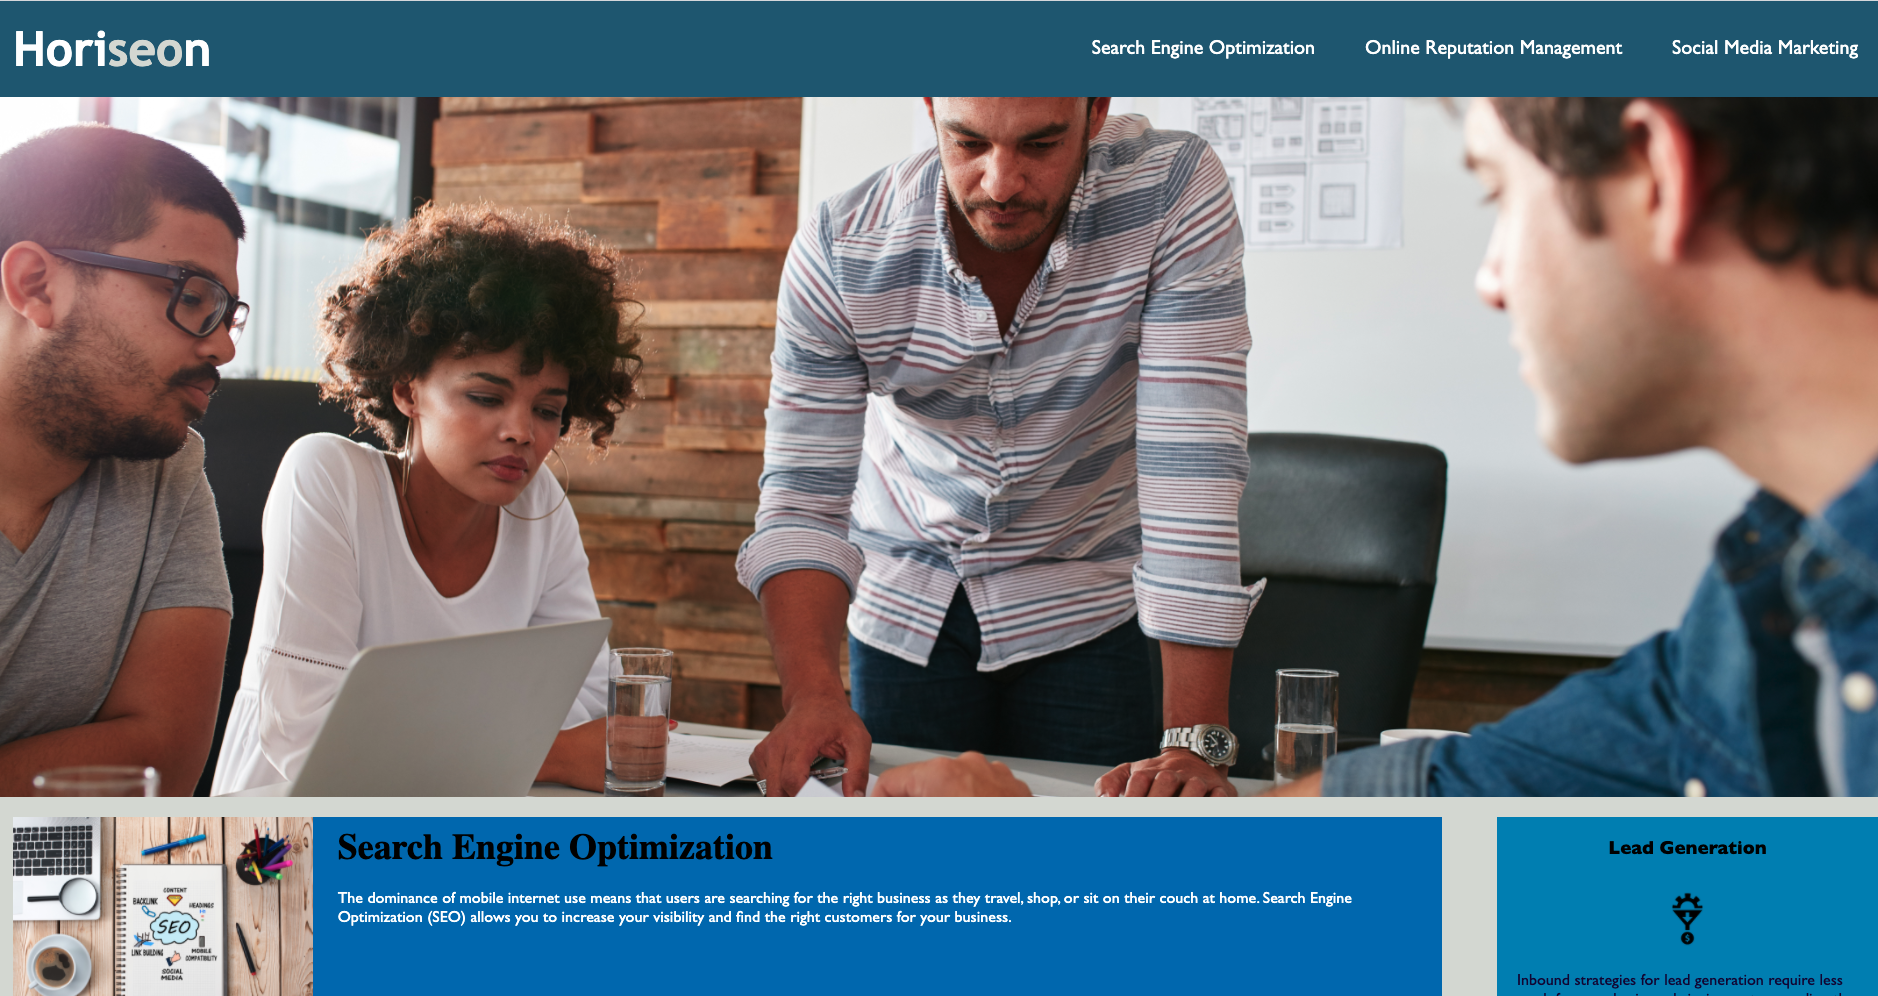 Horiseon
Search Engine Optimization
Online Reputation Management
Social Media Marketing
Search Engine Optimization
The dominance of mobile internet use means that users are searching for the right business as they travel, shop, or sit on their couch at home. Search Engine
Optimization (SEO) allows you to increase your visibility and find the right customers for your business.
CONTENT
BACKLINK
HEADINGS
SEO
LINK BUILDING
MOBILE
COMPATIBILITY
SOCIAL
MEDIA
Lead Generation
Inbound strategies for lead generation require less